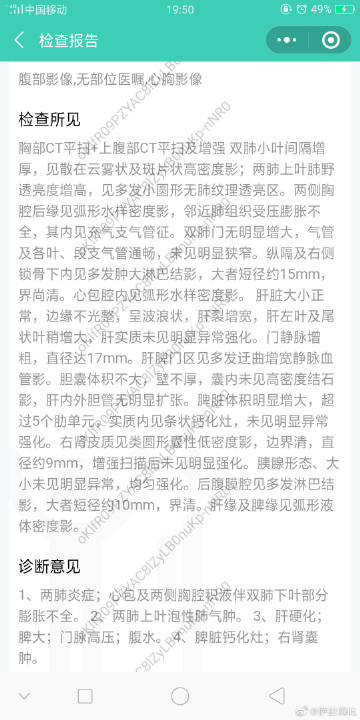 中国移动 19:50 49%
检查报告
腹部影像,无部位医嘱,心胸影像
检查所见
胸部CT平扫+上腹部CT平扫及增强 双肺小叶间隔增
厚，见散在云雾状及斑片状高密度影；两肺上叶肺野
透亮度增高，见多发小圆形无肺纹理透亮区。两侧胸
腔后缘见弧形水样密度影，邻近肺组织受压膨胀不
全，其内见充气支气管征。双肺门无明显增大，气管
及各叶、段支气管通畅，未见明显狭窄。纵隔及右侧
锁骨下内见多发肿大淋巴结影，大者短径约15mm，
界尚清。心包腔内见弧形水样密度影。 肝脏大小正
常，边缘不光整，呈波浪状，肝裂增宽，肝左叶及尾
状叶稍增大，肝实质未见明显异常强化。门静脉增
粗，直径达17mm。肝脾门区见多发迂曲增宽静脉血
管影。胆囊体积不大，壁不厚，囊内未见高密度结石
影，肝内外胆管无明显扩张。脾脏体积明显增大，超
过5个肋单元，实质内见条状钙化灶，未见明显异常
强化。右肾皮质见类圆形囊性低密度影，边界清，直
径约9mm，增强扫描后未见明显强化。胰腺形态、大
小未见明显异常，均匀强化。后腹膜腔见多发淋巴结
影，大者短径约10mm，界清。肝缘及脾缘见弧形液
体密度影。
诊断意见
1、两肺炎症；心包及两侧胸腔积液伴双肺下叶部分
膨胀不全。 2、两肺上叶泡性肺气肿。 3、肝硬化；
脾大；门脉高压；腹水。 4、脾脏钙化灶；右肾囊
肿。